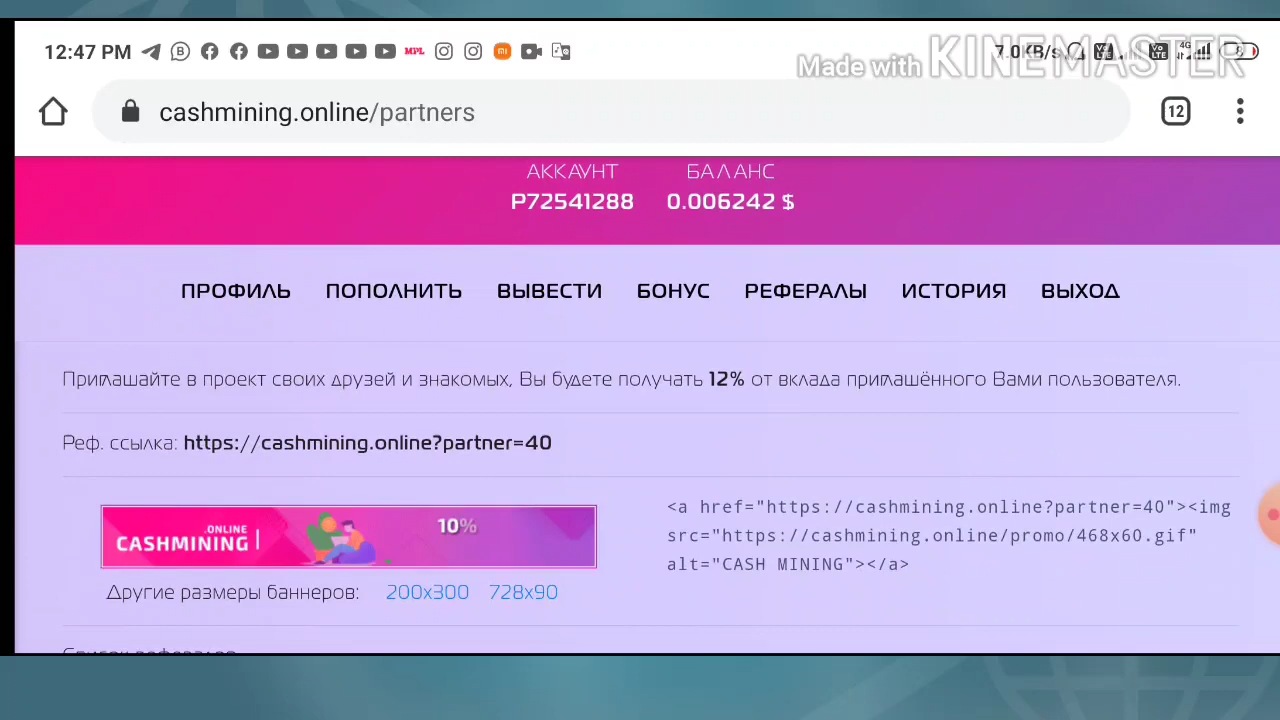 12:47 PM
MPL
7.0KB/s
Made with KINEMASTER
cashmining.online/partners
12
АККАУНТ БАЛАНС
P72541288 0.006242 $
ПРОФИЛЬ ПОПОЛНИТЬ ВЫВЕСТИ БОНУС РЕФЕРАЛЫ ИСТОРИЯ ВЫХОД
Приглашайте в проект своих друзей и знакомых, Вы будете получать 12% от вклада приглашённого Вами пользователя.
Реф. ссылка: https://cashmining.online?partner=40
.ONLINE
CASHMINING
10%
<a href="https://cashmining.online?partner=40"><img
src="https://cashmining.online/promo/468x60.gif"
alt="CASH MINING"></a>
Другие размеры баннеров: 200x300 728x90